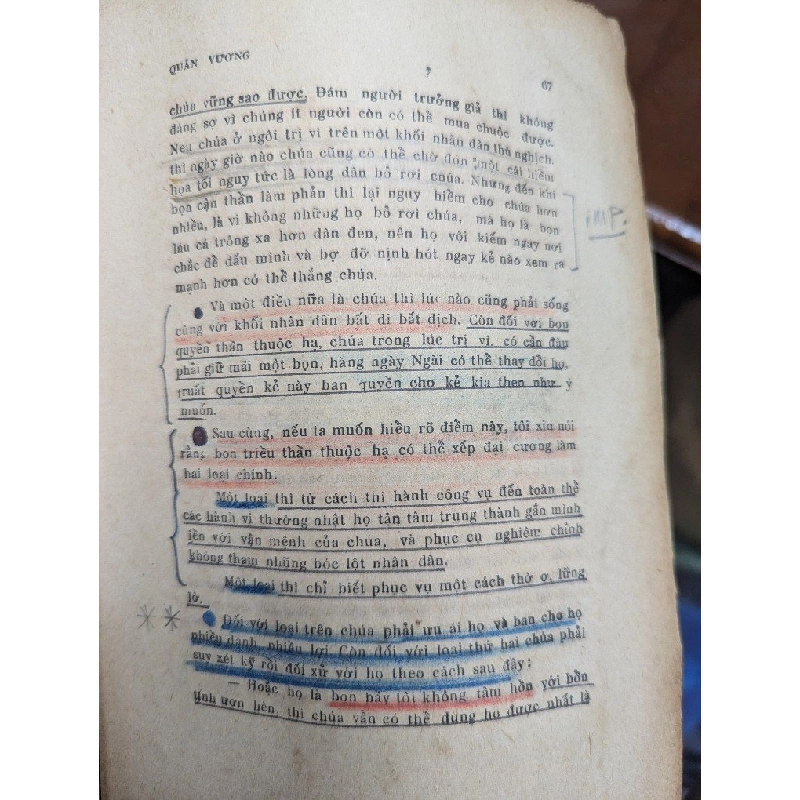 QUÂN VƯƠNG
67
chúa vững sao được. Đám người trưởng giả thì không
đáng sợ vì chúng ít người còn có thể mua chuộc được.
Nếu chúa ở ngôi trị vì trên một khối nhân dân thù nghịch.
thì ngày giờ nào chúa cũng có thể chờ đón một cái hiểm
họa tối nguy tức là lòng dân bỏ rơi chúa. Nhưng đến khi
bọn cận thần làm phản thì lại nguy hiểm cho chúa hơn
nhiều, là vì không những họ bỏ rơi chúa, mà họ là bọn
láu cá trông xa hơn dân đen, nên họ vội kiếm ngay nơi
chắc để dấu mình và bợ đỡ nịnh hót ngay kẻ nào xem ra
mạnh hơn có thể thắng chúa.
Và một điều nữa là chúa thì lúc nào cũng phải sống
cùng với khối nhân dân bất di bất dịch. Còn đối với bọn
quyền thần thuộc hạ, chúa trong lúc trị vì, có cần đâu
phải giữ mãi một bọn, hàng ngày Ngài có thể thay đổi họ,
truất quyền kẻ này ban quyền cho kẻ kia theo như ý
muốn.
Sau cùng, nếu ta muốn hiểu rõ điểm này, tôi xin nói
rằng bọn triều thần thuộc hạ có thể xếp đại cương làm
hai loại chính.
Một loại thì từ cách thi hành công vụ đến toàn thể
các hành vi thường nhật họ tận tâm trung thành gắn mình
liền với vận mệnh của chúa, và phục cụ nghiêm chỉnh
không tham nhũng bóc lột nhân dân.
Một loại thì chỉ biết phục vụ một cách thờ ơ, lững
lờ.
Đối với loại trên chúa phải ưu ái họ và ban cho họ
nhiều danh nhiều lợi. Còn đối với loại thứ hai chúa phải
suy xét kỹ rồi đối xử với họ theo cách sau đây:
— Hoặc họ là bọn bầy tôi không tâm hồn với bồn
tính ươn hèn, thì chúa vẫn có thể dùng họ được nhất là